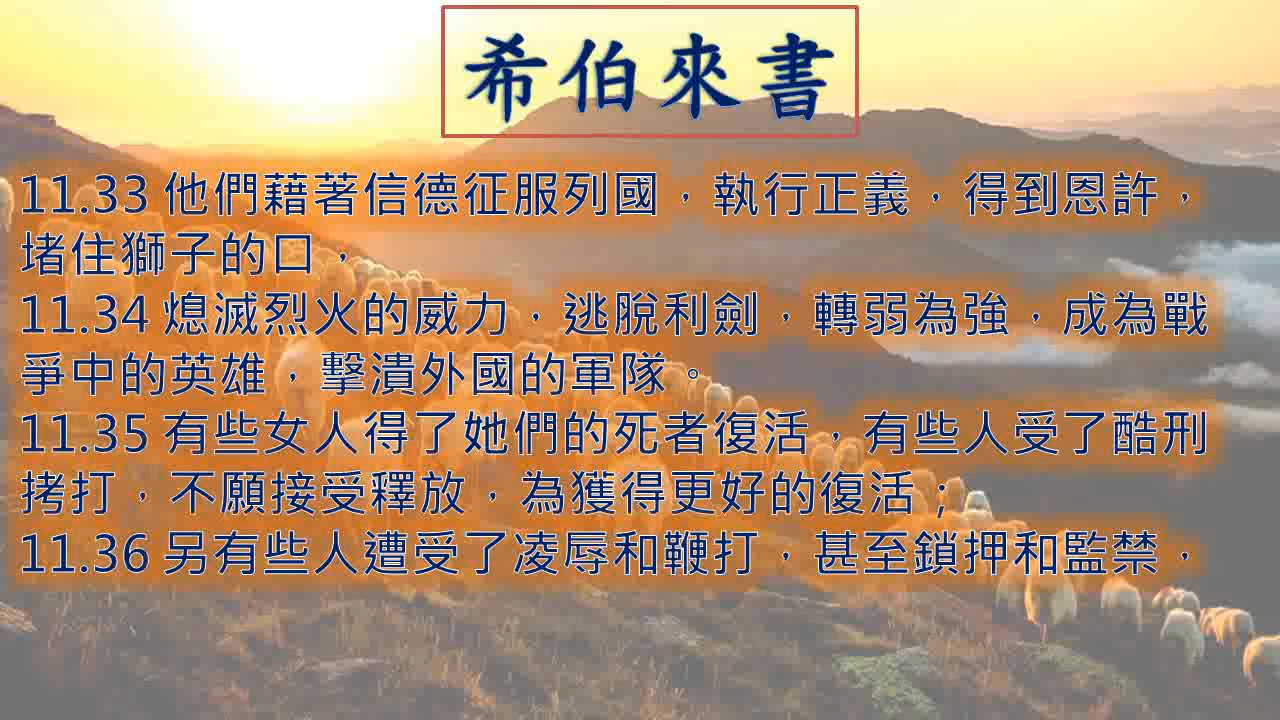 希伯來書
11.33 他們藉著信德征服列國，執行正義，得到恩許，
堵住獅子的口，
11.34 熄滅烈火的威力，逃脫利劍，轉弱為強，成為戰
爭中的英雄，擊潰外國的軍隊。
11.35 有些女人得了她們的死者復活，有些人受了酷刑
拷打，不願接受釋放，為獲得更好的復活；
11.36 另有些人遭受了凌辱和鞭打，甚至鎖押和監禁，